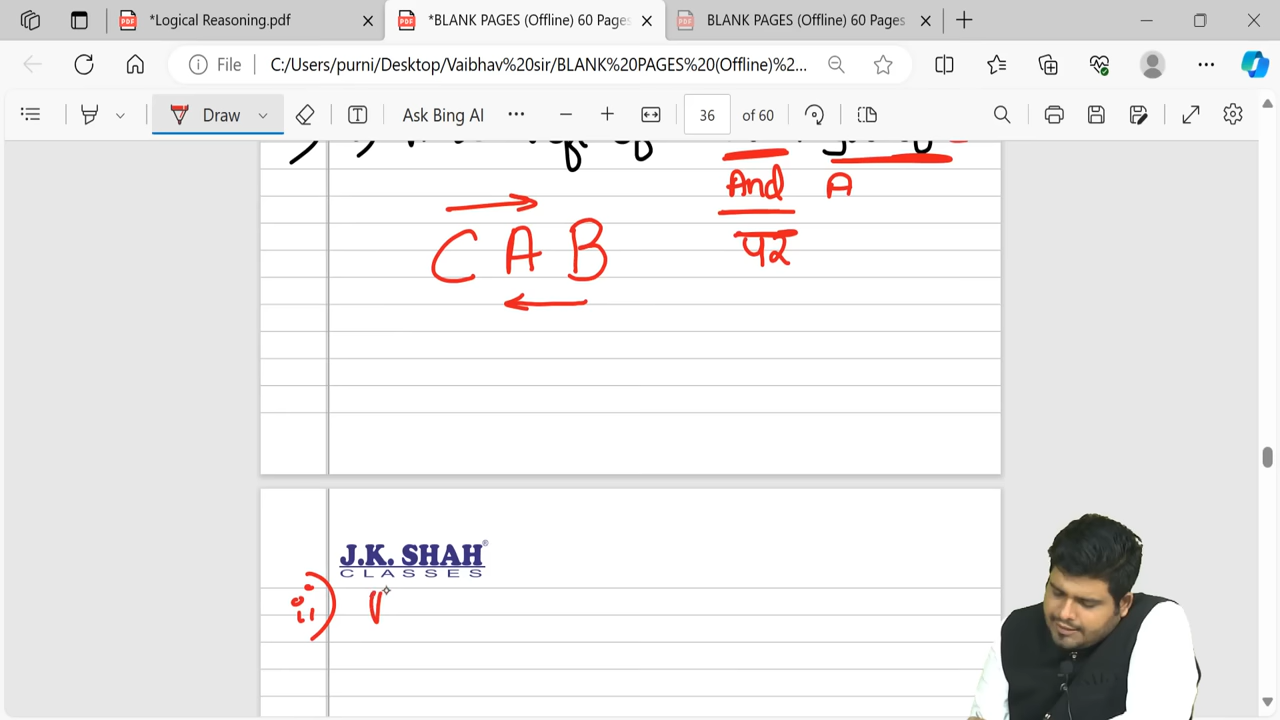 *Logical Reasoning.pdf
*BLANK PAGES (Offline) 60 Pages
BLANK PAGES (Offline) 60 Pages
File
C:/Users/purni/Desktop/Vaibhav%20sir/BLANK%20PAGES%20(Offline)%2...
Draw
Ask Bing AI
36
of 60
And A
पर
C A B
J.K. SHAH®
CLASSES
ii)